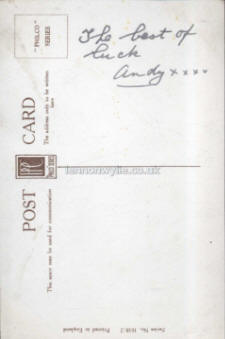 "PHILCO"
SERIES
The best of
luck
Andy xxxx
POST CARD
The address only to be written
here
This space may be used for communication
lennonwylie.co.uk
Printed in England